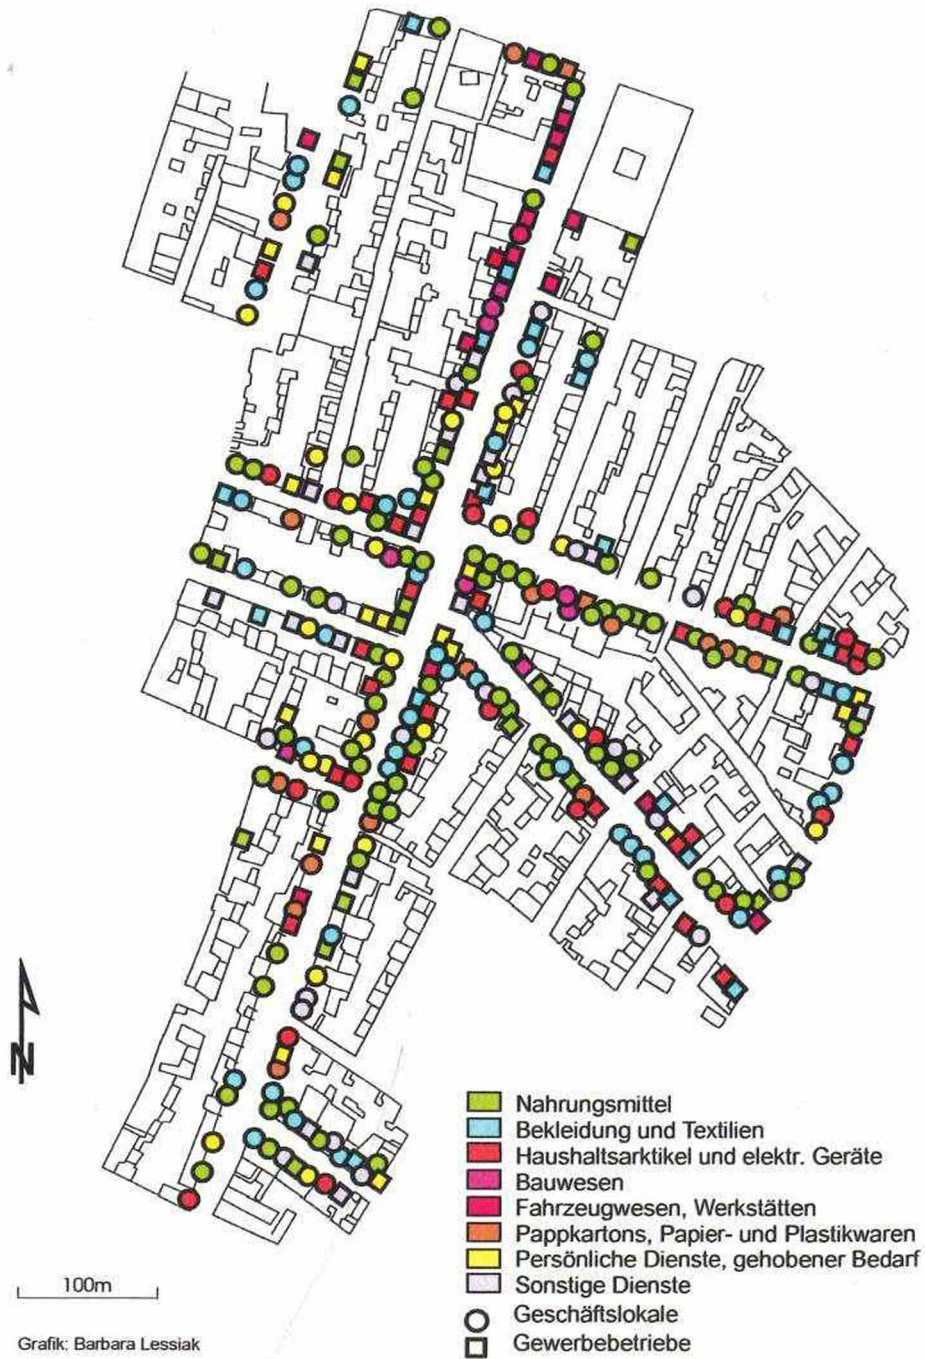 N
Nahrungsmittel
Bekleidung und Textilien
Haushaltsarktikel und elektr. Geräte
Bauwesen
Fahrzeugwesen, Werkstätten
Pappkartons, Papier- und Plastikwaren
Persönliche Dienste, gehobener Bedarf
Sonstige Dienste
Geschäftslokale
Gewerbebetriebe
100m
Grafik: Barbara Lessiak